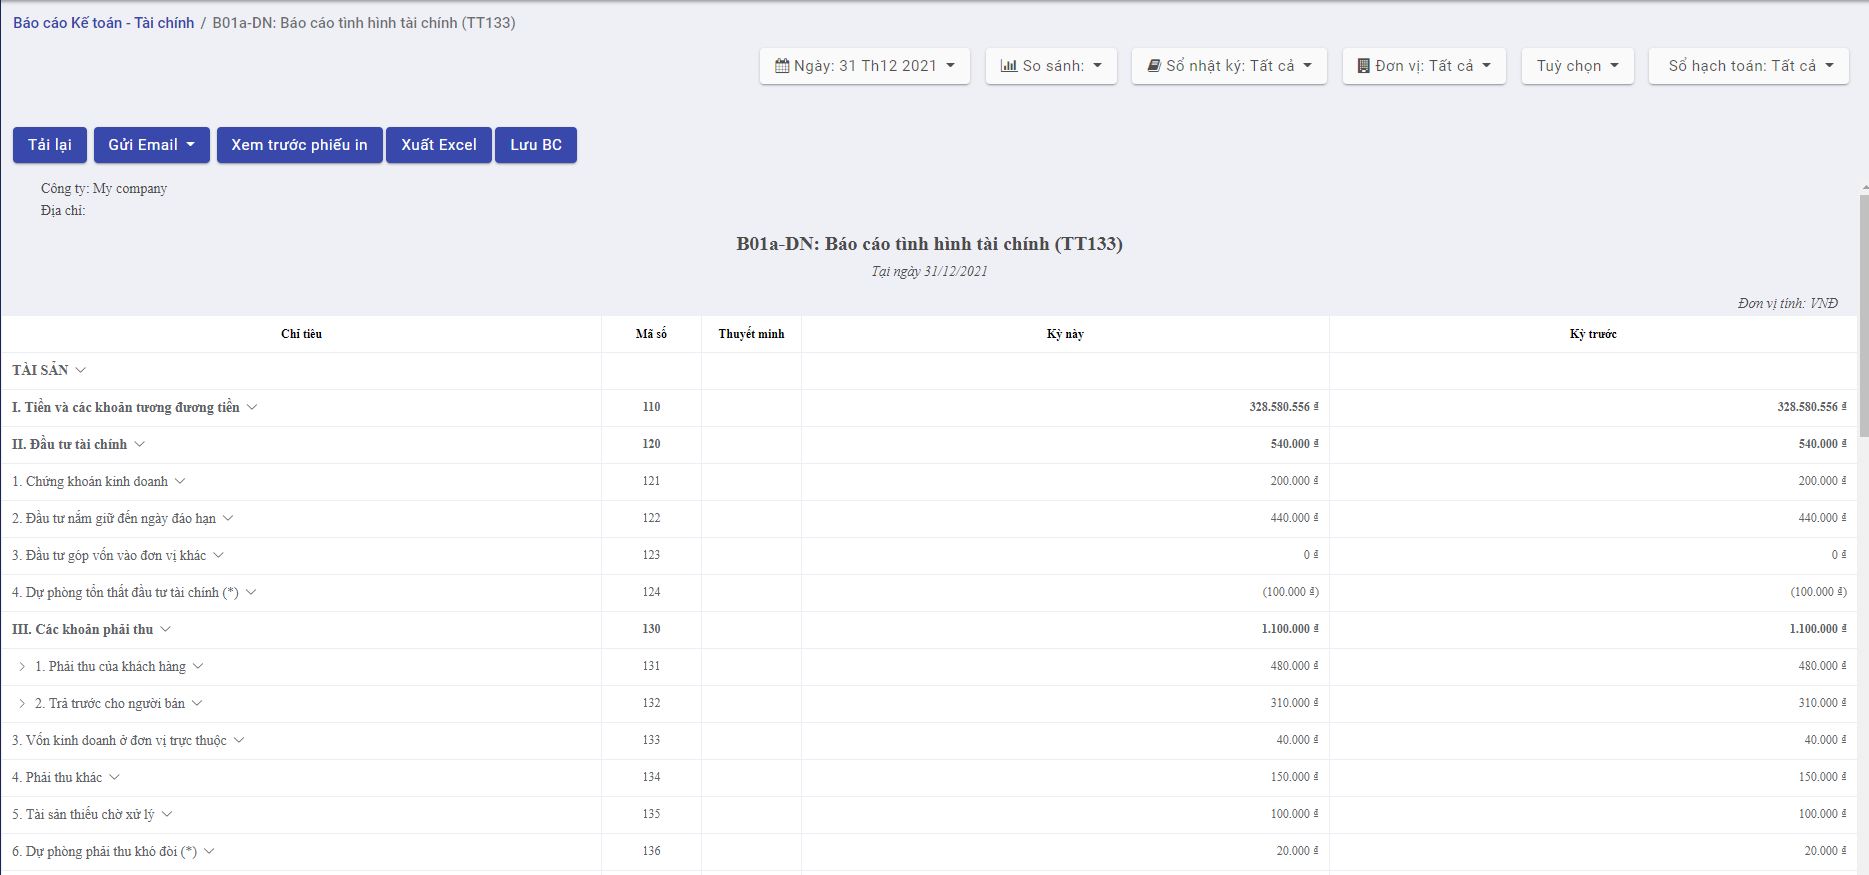 Báo cáo Kế toán - Tài chính / B01a-DN: Báo cáo tình hình tài chính (TT133)
Ngày: 31 Th12 2021 So sánh: Sổ nhật ký: Tất cả Đơn vị: Tất cả Tuỳ chọn Sổ hạch toán: Tất cả
Tải lại Gửi Email Xem trước phiếu in Xuất Excel Lưu BC
Công ty: My company
Địa chỉ:
B01a-DN: Báo cáo tình hình tài chính (TT133)
Tại ngày 31/12/2021
Đơn vị tính: VNĐ
Chỉ tiêu Mã số Thuyết minh Kỳ này Kỳ trước
TÀI SẢN
I. Tiền và các khoản tương đương tiền 110 328.580.556 ₫ 328.580.556 ₫
II. Đầu tư tài chính 120 540.000 ₫ 540.000 ₫
1. Chứng khoán kinh doanh 121 200.000 ₫ 200.000 ₫
2. Đầu tư nắm giữ đến ngày đáo hạn 122 440.000 ₫ 440.000 ₫
3. Đầu tư góp vốn vào đơn vị khác 123 0 ₫ 0 ₫
4. Dự phòng tổn thất đầu tư tài chính (*) 124 (100.000 ₫) (100.000 ₫)
III. Các khoản phải thu 130 1.100.000 ₫ 1.100.000 ₫
1. Phải thu của khách hàng 131 480.000 ₫ 480.000 ₫
2. Trả trước cho người bán 132 310.000 ₫ 310.000 ₫
3. Vốn kinh doanh ở đơn vị trực thuộc 133 40.000 ₫ 40.000 ₫
4. Phải thu khác 134 150.000 ₫ 150.000 ₫
5. Tài sản thiếu chờ xử lý 135 100.000 ₫ 100.000 ₫
6. Dự phòng phải thu khó đòi (*) 136 20.000 ₫ 20.000 ₫